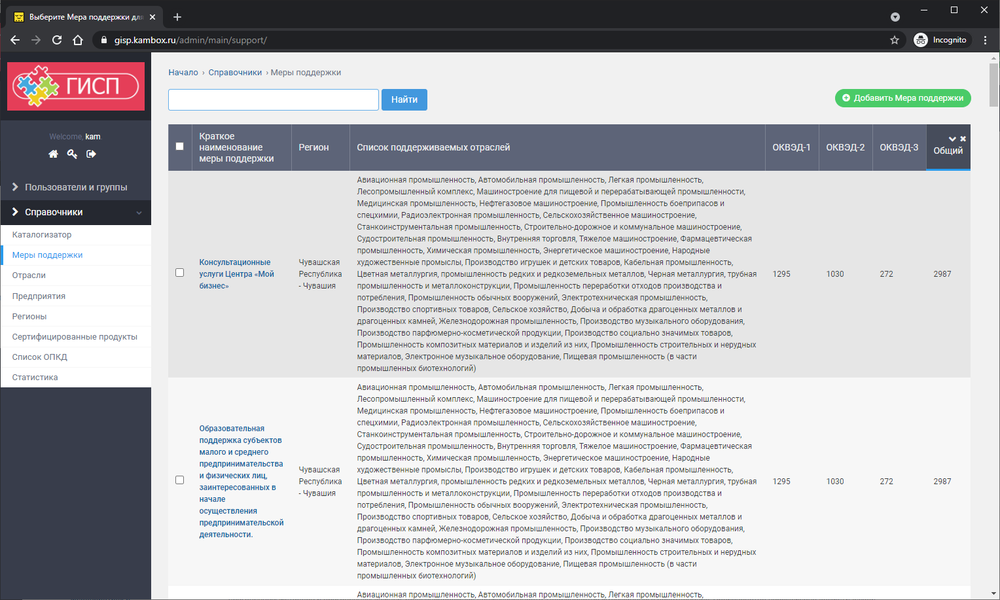 Выберите Мера поддержки для
gisp.kambox.ru/admin/main/support/
Incognito
ГИСП
Welcome, kam.
Пользователи и группы
Справочники
Каталогизатор
Меры поддержки
Отрасли
Предприятия
Регионы
Сертифицированные продукты
Список ОПКД
Статистика
Начало › Справочники › Меры поддержки
Найти
Добавить Мера поддержки
Краткое
наименование
меры поддержки
Регион
Список поддерживаемых отраслей
ОКВЭД-1
ОКВЭД-2
ОКВЭД-3
Общий
Консультационные
услуги Центра «Мой
бизнес»
Чувашская
Республика
- Чувашия
Авиационная промышленность, Автомобильная промышленность, Легкая промышленность,
Лесопромышленный комплекс, Машиностроение для пищевой и перерабатывающей промышленности,
Медицинская промышленность, Нефтегазовое машиностроение, Промышленность боеприпасов и
спецхимии, Радиоэлектронная промышленность, Сельскохозяйственное машиностроение,
Станкоинструментальная промышленность, Строительно-дорожное и коммунальное машиностроение,
Судостроительная промышленность, Внутренняя торговля, Тяжелое машиностроение, Фармацевтическая
промышленность, Химическая промышленность, Энергетическое машиностроение, Народные
художественные промыслы, Производство игрушек и детских товаров, Кабельная промышленность,
Цветная металлургия, промышленность редких и редкоземельных металлов, Черная металлургия, трубная
промышленность и металлоконструкции, Промышленность переработки отходов производства и
потребления, Промышленность обычных вооружений, Электротехническая промышленность,
Производство спортивных товаров, Сельское хозяйство, Добыча и обработка драгоценных металлов и
драгоценных камней, Железнодорожная промышленность, Производство музыкального оборудования,
Производство парфюмерно-косметической продукции, Производство социально значимых товаров,
Промышленность композитных материалов и изделий из них, Промышленность строительных и нерудных
материалов, Электронное музыкальное оборудование, Пищевая промышленность (в части
промышленных биотехнологий)
1295
1030
272
2987
Образовательная
поддержка субъектов
малого и среднего
предпринимательства
и физических лиц,
заинтересованных в
начале
осуществления
предпринимательской
деятельности.
Чувашская
Республика
- Чувашия
Авиационная промышленность, Автомобильная промышленность, Легкая промышленность,
Лесопромышленный комплекс, Машиностроение для пищевой и перерабатывающей промышленности,
Медицинская промышленность, Нефтегазовое машиностроение, Промышленность боеприпасов и
спецхимии, Радиоэлектронная промышленность, Сельскохозяйственное машиностроение,
Станкоинструментальная промышленность, Строительно-дорожное и коммунальное машиностроение,
Судостроительная промышленность, Внутренняя торговля, Тяжелое машиностроение, Фармацевтическая
промышленность, Химическая промышленность, Энергетическое машиностроение, Народные
художественные промыслы, Производство игрушек и детских товаров, Кабельная промышленность,
Цветная металлургия, промышленность редких и редкоземельных металлов, Черная металлургия, трубная
промышленность и металлоконструкции, Промышленность переработки отходов производства и
потребления, Промышленность обычных вооружений, Электротехническая промышленность,
Производство спортивных товаров, Сельское хозяйство, Добыча и обработка драгоценных металлов и
драгоценных камней, Железнодорожная промышленность, Производство музыкального оборудования,
Производство парфюмерно-косметической продукции, Производство социально значимых товаров,
Промышленность композитных материалов и изделий из них, Промышленность строительных и нерудных
материалов, Электронное музыкальное оборудование, Пищевая промышленность (в части
промышленных биотехнологий)
1295
1030
272
2987
Авиационная промышленность, Автомобильная промышленность, Легкая промышленность,